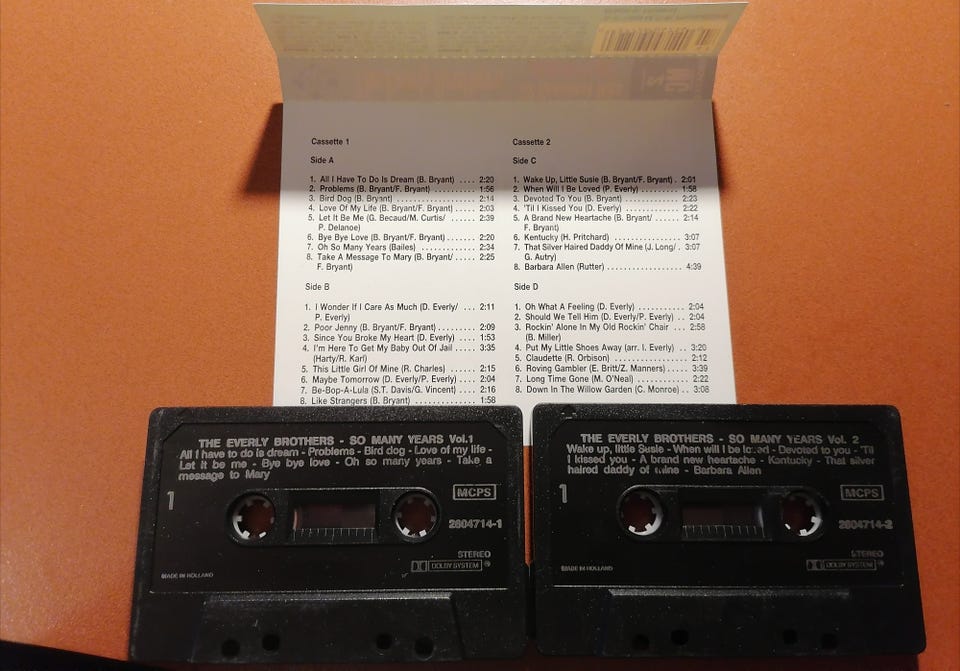 MC
2
Cassette 1
Side A
1. All I Have To Do Is Dream (B. Bryant) .... 2:20
2. Problems (B. Bryant/F. Bryant) ......... 1:56
3. Bird Dog (B. Bryant) .................. 2:14
4. Love Of My Life (B. Bryant/F. Bryant) .... 2:03
5. Let It Be Me (G. Becaud/M. Curtis/ ..... 2:39
P. Delanoe)
6. Bye Bye Love (B. Bryant/F. Bryant) ...... 2:20
7. Oh So Many Years (Bailes) ............. 2:34
8. Take A Message To Mary (B. Bryant/ ... 2:25
F. Bryant)
Side B
1. I Wonder If I Care As Much (D. Everly/ ... 2:11
P. Everly)
2. Poor Jenny (B. Bryant/F. Bryant) ........ 2:09
3. Since You Broke My Heart (D. Everly) .... 1:53
4. I'm Here To Get My Baby Out Of Jail ..... 3:35
(Harty/R. Karl)
5. This Little Girl Of Mine (R. Charles) ..... 2:15
6. Maybe Tomorrow (D. Everly/P. Everly) ... 2:04
7. Be-Bop-A-Lula (S.T. Davis/G. Vincent) .... 2:16
8. Like Strangers (B. Bryant) ............. 1:58
Cassette 2
Side C
1. Wake Up, Little Susie (B. Bryant/F. Bryant) . 2:01
2. When Will I Be Loved (P. Everly) ........ 1:58
3. Devoted To You (B. Bryant) ............ 2:23
4. 'Til I Kissed You (D. Everly) ............ 2:22
5. A Brand New Heartache (B. Bryant/ ...... 2:14
F. Bryant)
6. Kentucky (H. Pritchard) ............... 3:07
7. That Silver Haired Daddy Of Mine (J. Long/ . 3:07
G. Autry)
8. Barbara Allen (Rutter) ................. 4:39
Side D
1. Oh What A Feeling (D. Everly) .......... 2:04
2. Should We Tell Him (D. Everly/P. Everly) .. 2:04
3. Rockin' Alone In My Old Rockin' Chair ... 2:58
(B. Miller)
4. Put My Little Shoes Away (arr. I. Everly) .. 3:20
5. Claudette (R. Orbison) ................ 2:12
6. Roving Gambler (E. Britt/Z. Manners) .... 3:39
7. Long Time Gone (M. O'Neal) ........... 2:22
8. Down In The Willow Garden (C. Monroe) .. 3:08
THE EVERLY BROTHERS - SO MANY YEARS Vol.1
All I have to do is dream - Problems - Bird dog - Love of my life -
Let it be me - Bye bye love - Oh so many years - Take a
message to Mary
1
MCPS
2604714-1
STEREO
DOLBY SYSTEM
MADE IN HOLLAND
THE EVERLY BROTHERS - SO MANY YEARS Vol. 2
Wake up, little Susie - When will I be loved - Devoted to you - 'Til
I kissed you - A brand new heartache - Kentucky - That silver
haired daddy of mine - Barbara Allen
1
MCPS
2604714-2
STEREO
DOLBY SYSTEM
MADE IN HOLLAND